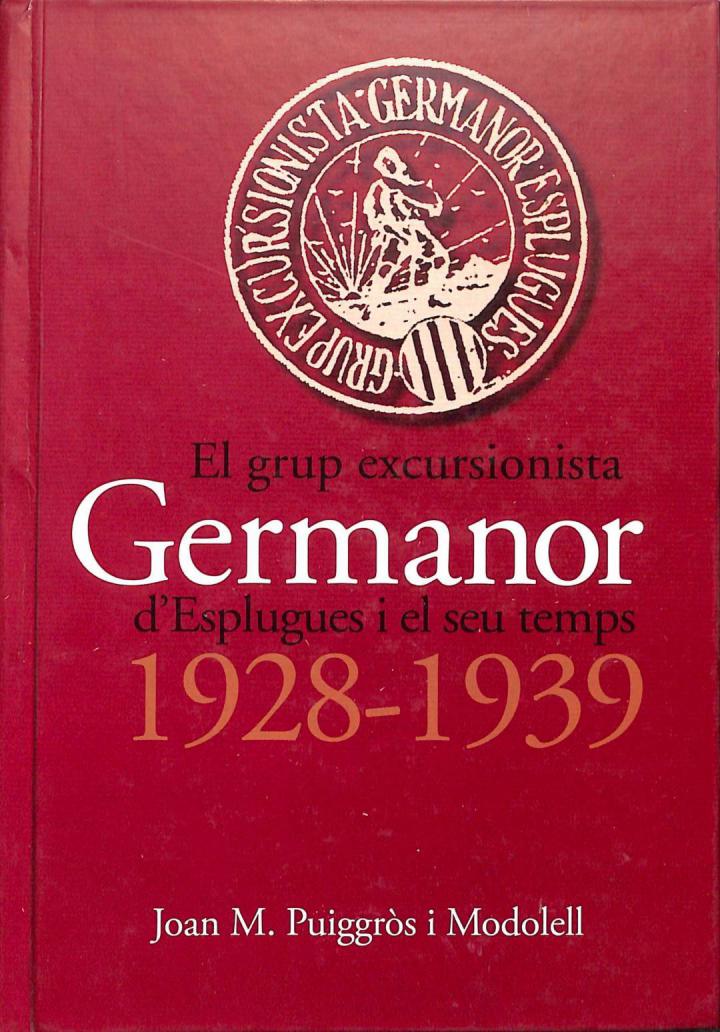 GRUP EXCURSIONISTA·GERMANOR·ESPLUGUES·
El grup excursionista
Germanor
d'Esplugues i el seu temps
1928-1939
Joan M. Puiggròs i Modolell